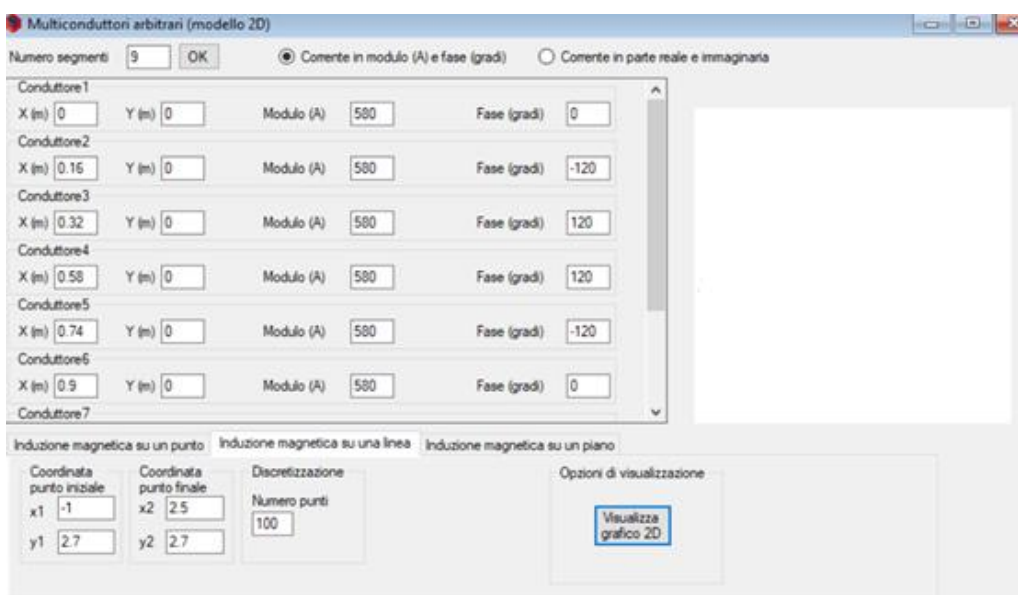 Multiconduttori arbitrari (modello 2D)
Numero segmenti 9 OK Corrente in modulo (A) e fase (gradi) Corrente in parte reale e immaginaria
Conduttore1
X (m) 0 Y (m) 0 Modulo (A) 580 Fase (gradi) 0
Conduttore2
X (m) 0.16 Y (m) 0 Modulo (A) 580 Fase (gradi) -120
Conduttore3
X (m) 0.32 Y (m) 0 Modulo (A) 580 Fase (gradi) 120
Conduttore4
X (m) 0.58 Y (m) 0 Modulo (A) 580 Fase (gradi) 120
Conduttore5
X (m) 0.74 Y (m) 0 Modulo (A) 580 Fase (gradi) -120
Conduttore6
X (m) 0.9 Y (m) 0 Modulo (A) 580 Fase (gradi) 0
Conduttore7
Induzione magnetica su un punto Induzione magnetica su una linea Induzione magnetica su un piano
Coordinata punto iniziale
x1 -1
y1 2.7
Coordinata punto finale
x2 2.5
y2 2.7
Discretizzazione
Numero punti
100
Opzioni di visualizzazione
Visualizza
grafico 2D